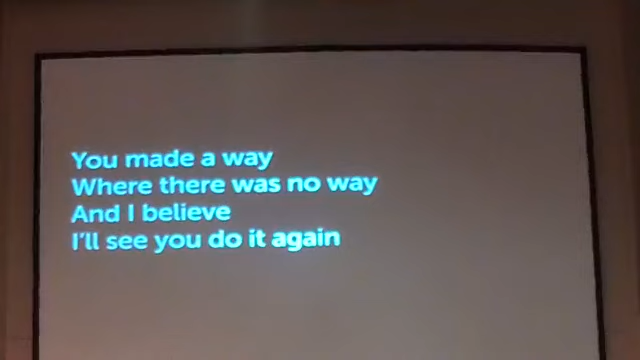 You made a way
Where there was no way
And I believe
I'll see you do it again